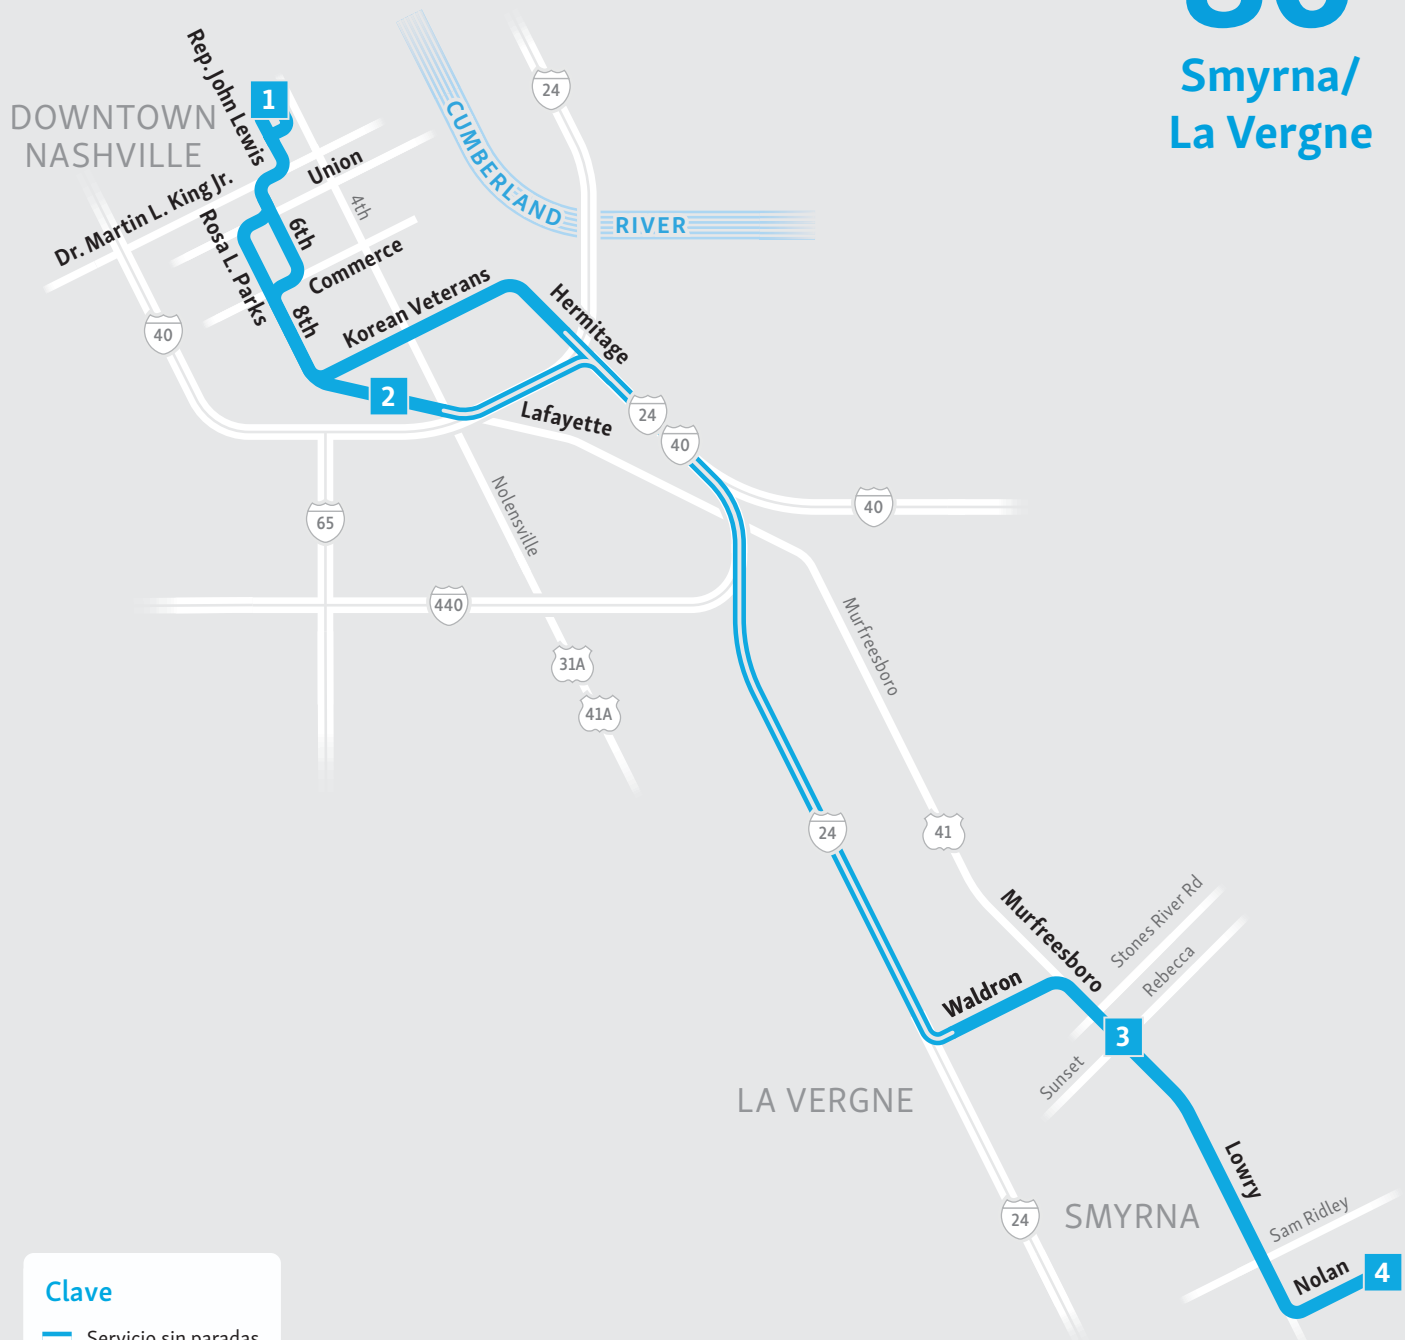 Smyrna/
La Vergne
DOWNTOWN
NASHVILLE
Rep. John Lewis
1
24
CUMBERLAND
RIVER
Union
Dr. Martin L. King Jr.
4th
Rosa L. Parks
6th
Commerce
8th
Korean Veterans
Hermitage
40
2
Lafayette
24
40
40
65
Nolensville
440
31A
41A
Murfreesboro
24
41
Murfreesboro
Stones River Rd
Rebecca
Waldron
3
Sunset
LA VERGNE
Lowry
24
SMYRNA
Sam Ridley
Nolan
4
Clave
Servicio sin paradas